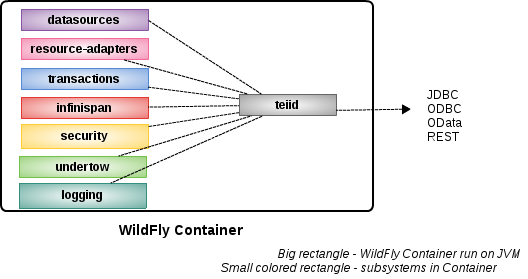 datasources
resource-adapters
transactions
infinispan
security
undertow
logging
teiid
JDBC
ODBC
OData
REST
WildFly Container
Big rectangle - WildFly Container run on JVM
Small colored rectangle - subsystems in Container